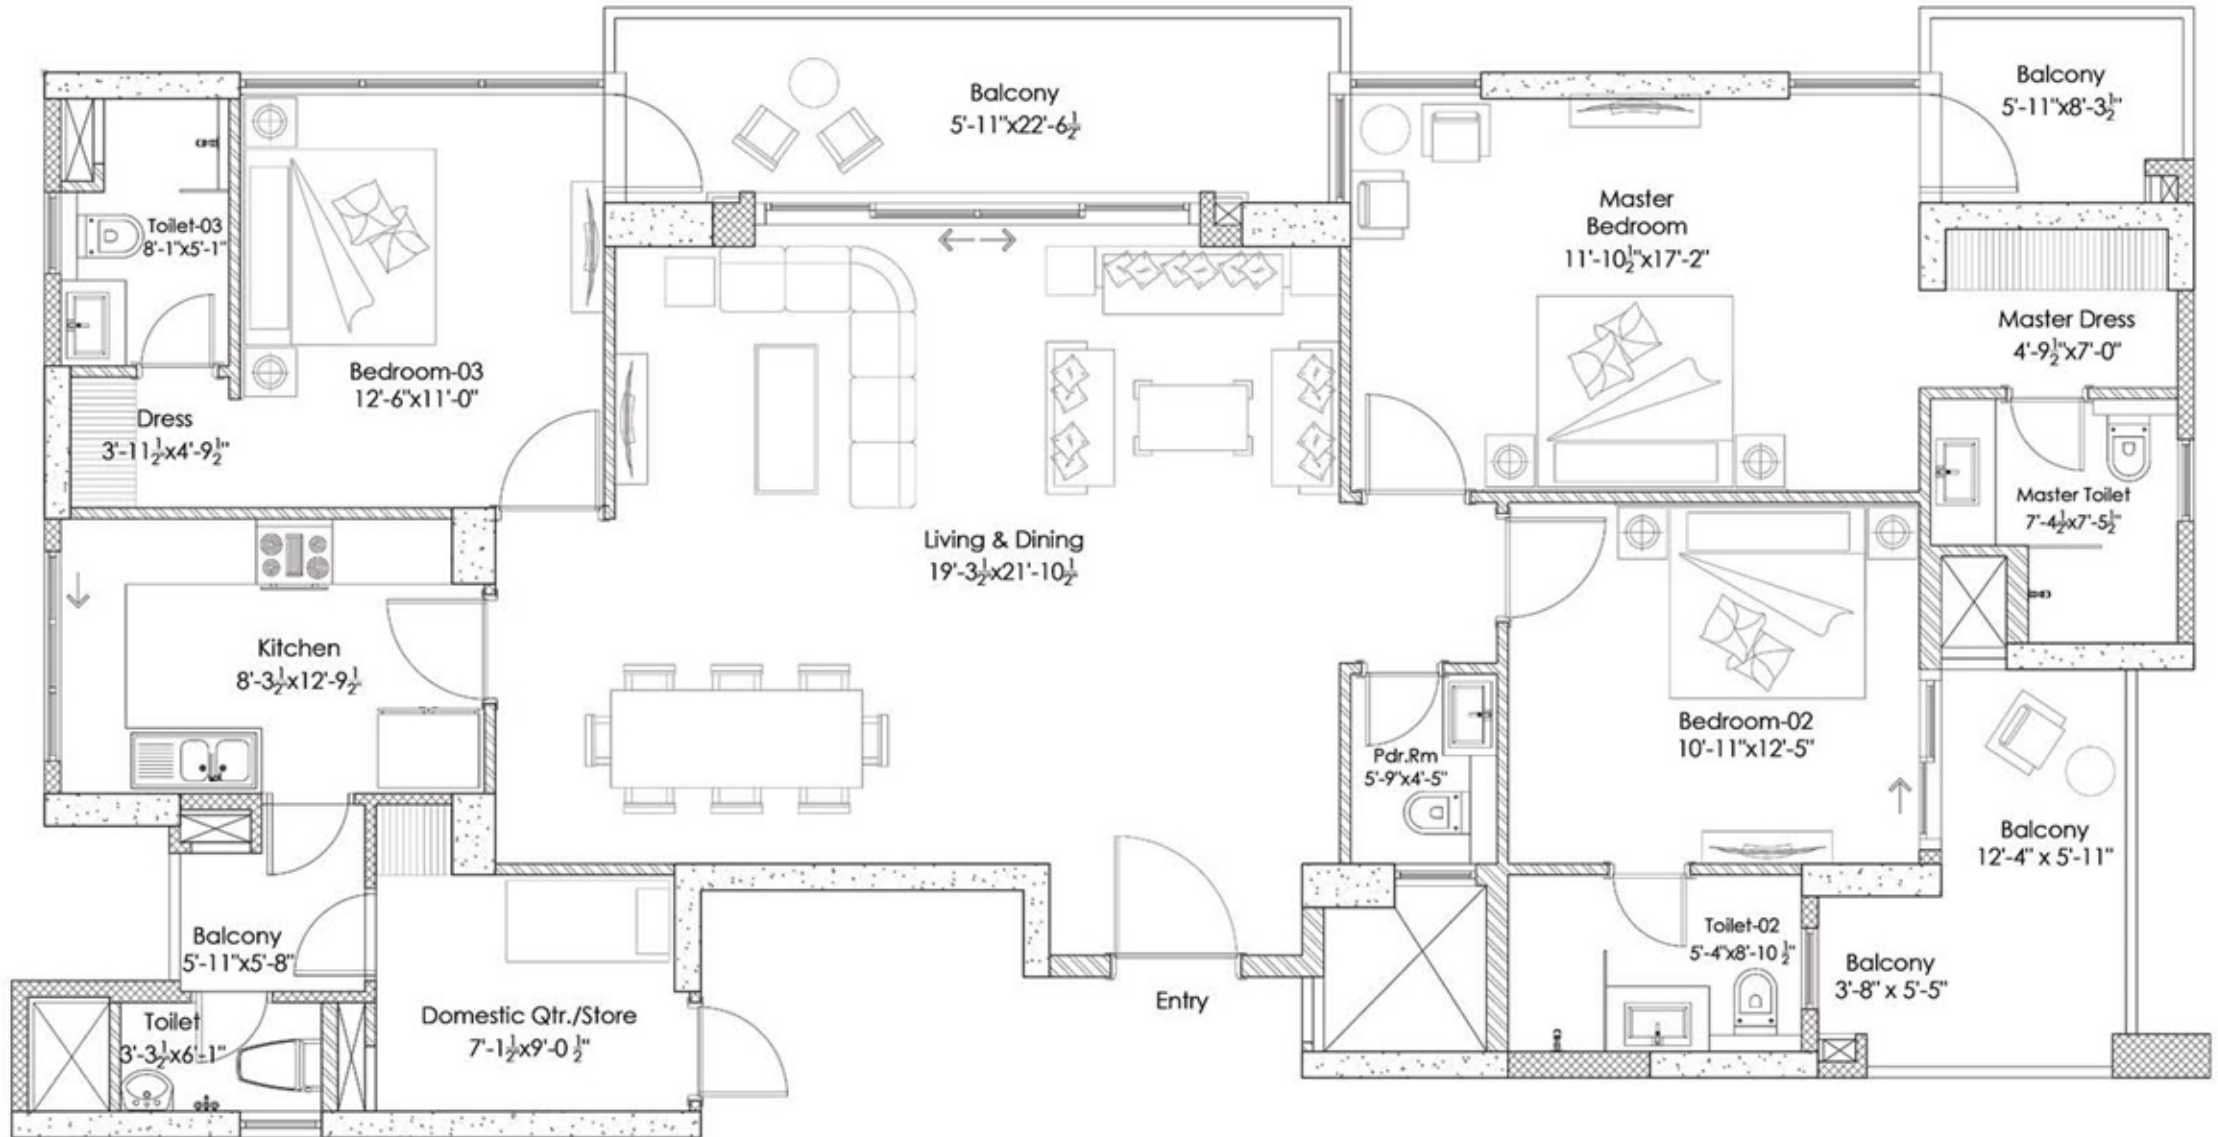 Balcony
5'-11"x22'-6½
Balcony
5'-11"x8'-3½"
Master
Bedroom
11'-10½"x17'-2"
Toilet-03
8'-1"x5'-1"
Master Dress
4'-9½"x7'-0"
Bedroom-03
12'-6"x11'-0"
Dress
3'-11½x4'-9½"
Master Toilet
7'-4½x7'-5½"
Living & Dining
19'-3½x21'-10½
Kitchen
8'-3½x12'-9½
Bedroom-02
10'-11"x12'-5"
Pdr.Rm
5'-9"x4'-5"
Balcony
12'-4" x 5'-11"
Toilet-02
5'-4"x8'-10 ½"
Balcony
5'-11"x5'-8"
Balcony
3'-8" x 5'-5"
Entry
Domestic Qtr./Store
7'-1½x9'-0 ½"
Toilet
3'-3½x6'-1"